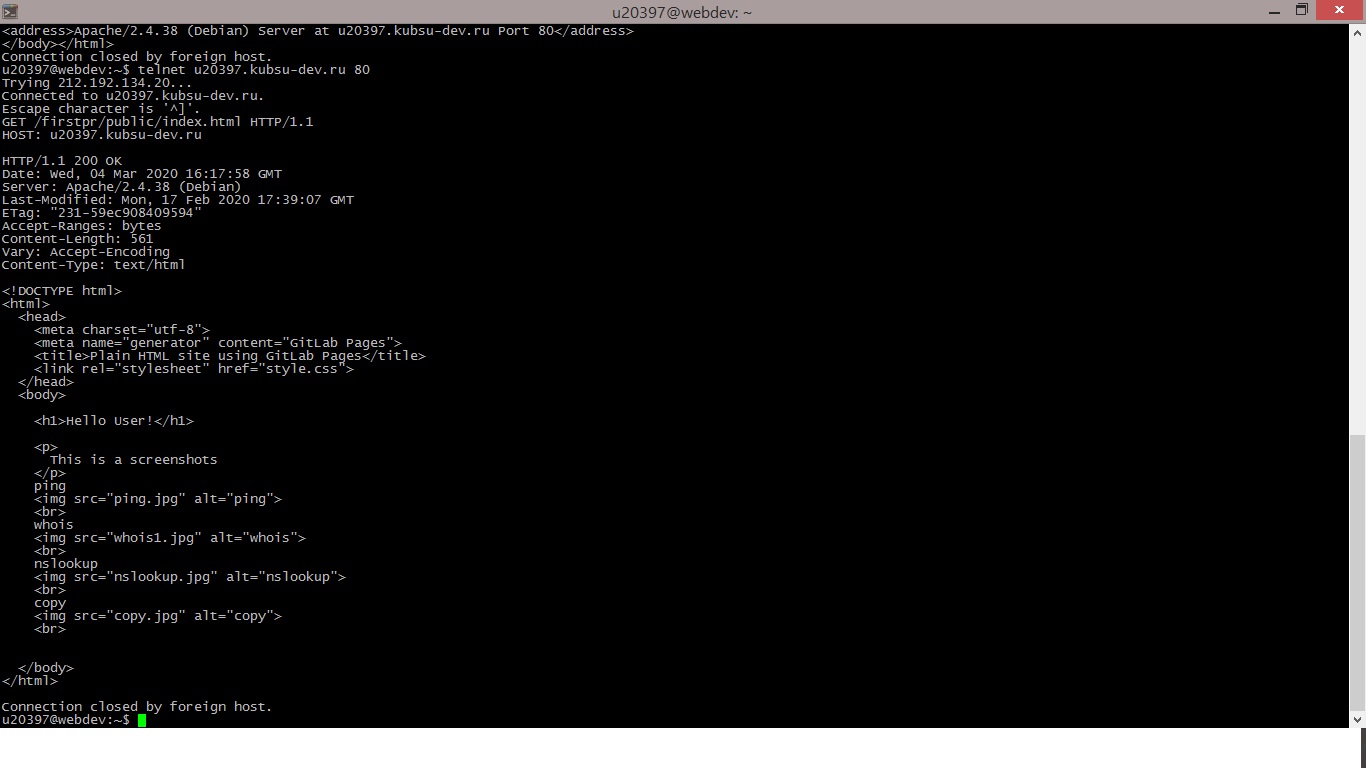 u20397@webdev: ~
<address>Apache/2.4.38 (Debian) Server at u20397.kubsu-dev.ru Port 80</address>
</body></html>
Connection closed by foreign host.
u20397@webdev:~$ telnet u20397.kubsu-dev.ru 80
Trying 212.192.134.20...
Connected to u20397.kubsu-dev.ru.
Escape character is '^]'.
GET /firstpr/public/index.html HTTP/1.1
HOST: u20397.kubsu-dev.ru

HTTP/1.1 200 OK
Date: Wed, 04 Mar 2020 16:17:58 GMT
Server: Apache/2.4.38 (Debian)
Last-Modified: Mon, 17 Feb 2020 17:39:07 GMT
ETag: "231-59ec908409594"
Accept-Ranges: bytes
Content-Length: 561
Vary: Accept-Encoding
Content-Type: text/html

<!DOCTYPE html>
<html>
  <head>
    <meta charset="utf-8">
    <meta name="generator" content="GitLab Pages">
    <title>Plain HTML site using GitLab Pages</title>
    <link rel="stylesheet" href="style.css">
  </head>
  <body>

    <h1>Hello User!</h1>

    <p>
      This is a screenshots
    </p>
    ping
    <img src="ping.jpg" alt="ping">
    <br>
    whois
    <img src="whois1.jpg" alt="whois">
    <br>
    nslookup
    <img src="nslookup.jpg" alt="nslookup">
    <br>
    copy
    <img src="copy.jpg" alt="copy">
    <br>


  </body>
</html>

Connection closed by foreign host.
u20397@webdev:~$